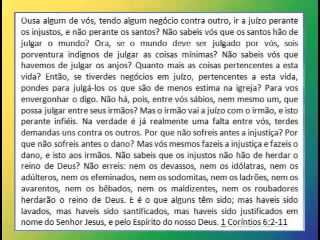 Ousa algum de vós, tendo algum negócio contra outro, ir a juízo perante
os injustos, e não perante os santos? Não sabeis vós que os santos hão de
julgar o mundo? Ora, se o mundo deve ser julgado por vós, sois
porventura indignos de julgar as coisas mínimas? Não sabeis vós que
havemos de julgar os anjos? Quanto mais as coisas pertencentes a esta
vida? Então, se tiverdes negócios em juízo, pertencentes a esta vida,
pondes para julgá-los os que são de menos estima na igreja? Para vos
envergonhar o digo. Não há, pois, entre vós sábios, nem mesmo um, que
possa julgar entre seus irmãos? Mas o irmão vai a juízo com o irmão, e isto
perante infiéis. Na verdade é já realmente uma falta entre vós, terdes
demandas uns contra os outros. Por que não sofreis antes a injustiça? Por
que não sofreis antes o dano? Mas vós mesmos fazeis a injustiça e fazeis o
dano, e isto aos irmãos. Não sabeis que os injustos não hão de herdar o
reino de Deus? Não erreis: nem os devassos, nem os idólatras, nem os
adúlteros, nem os efeminados, nem os sodomitas, nem os ladrões, nem os
avarentos, nem os bêbados, nem os maldizentes, nem os roubadores
herdarão o reino de Deus. E é o que alguns têm sido; mas haveis sido
lavados, mas haveis sido santificados, mas haveis sido justificados em
nome do Senhor Jesus, e pelo Espírito do nosso Deus. 1 Coríntios 6:2-11